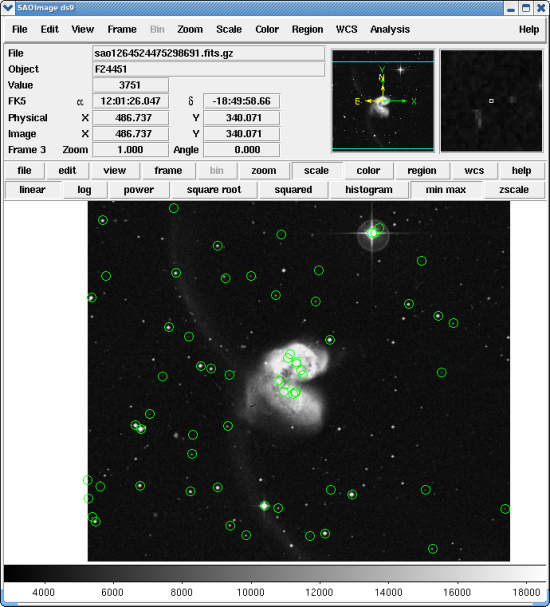 SAOImage ds9
File Edit View Frame Bin Zoom Scale Color Region WCS Analysis Help
File sao1264524475298691.fits.gz
Object F24451
Value 3751
FK5 α 12:01:26.047 δ -18:49:58.66
Physical X 486.737 Y 340.071
Image X 486.737 Y 340.071
Frame 3 Zoom 1.000 Angle 0.000
Y
N
E X
file edit view frame bin zoom scale color region wcs help
linear log power square root squared histogram min max zscale
4000 6000 8000 10000 12000 14000 16000 18000